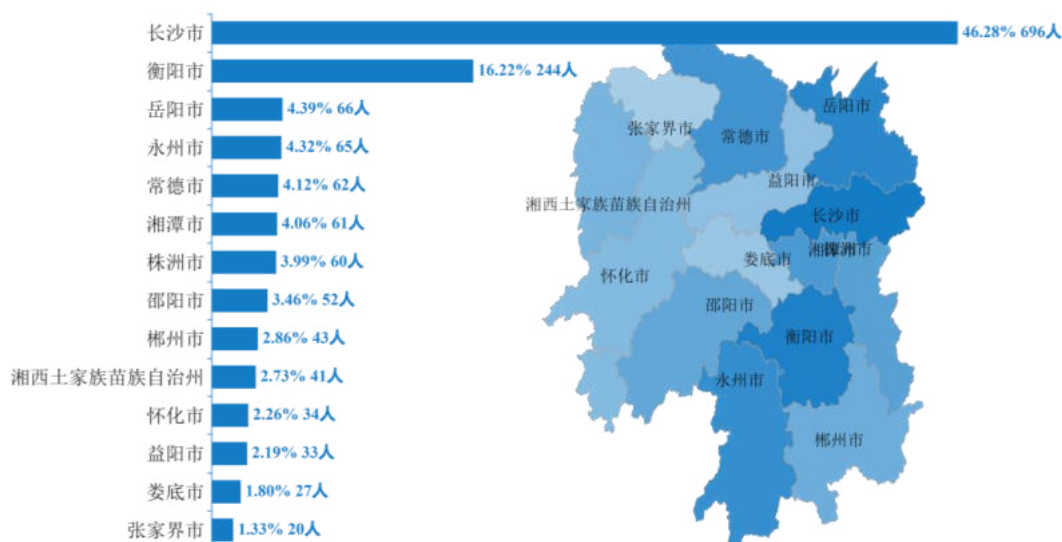 长沙市 46.28% 696人
衡阳市 16.22% 244人
岳阳市 4.39% 66人
永州市 4.32% 65人
常德市 4.12% 62人
湘潭市 4.06% 61人
株洲市 3.99% 60人
邵阳市 3.46% 52人
郴州市 2.86% 43人
湘西土家族苗族自治州 2.73% 41人
怀化市 2.26% 34人
益阳市 2.19% 33人
娄底市 1.80% 27人
张家界市 1.33% 20人
岳阳市
张家界市
常德市
益阳市
湘西土家族苗族自治州
长沙市
湘潭市
株洲市
娄底市
怀化市
邵阳市
衡阳市
永州市
郴州市